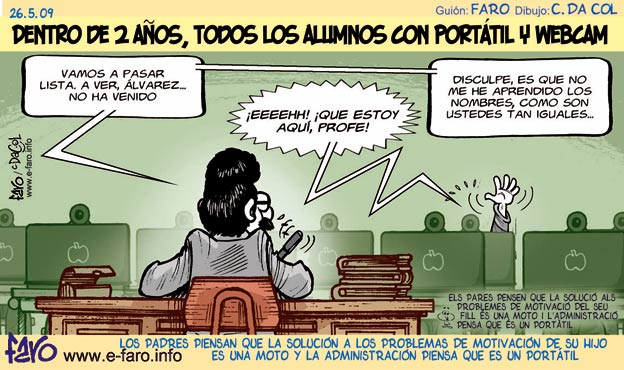 26.5.09
Guión: FARO Dibujo: C. DA COL
DENTRO DE 2 AÑOS, TODOS LOS ALUMNOS CON PORTÁTIL Y WEBCAM
VAMOS A PASAR
LISTA. A VER, ÁLVAREZ...
NO HA VENIDO
¡EEEEHH! ¡QUE ESTOY
AQUÍ, PROFE!
DISCULPE, ES QUE NO
ME HE APRENDIDO LOS
NOMBRES, COMO SON
USTEDES TAN IGUALES...
FARO / C. DA COL
www.e-faro.info
ELS PARES PENSEN QUE LA SOLUCIÓ ALS
PROBLEMES DE MOTIVACIÓ DEL SEU
FILL ÉS UNA MOTO I L'ADMINISTRACIÓ
PENSA QUE ÉS UN PORTÀTIL
FARO
www.e-faro.info
LOS PADRES PIENSAN QUE LA SOLUCIÓN A LOS PROBLEMAS DE MOTIVACIÓN DE SU HIJO
ES UNA MOTO Y LA ADMINISTRACIÓN PIENSA QUE ES UN PORTÁTIL